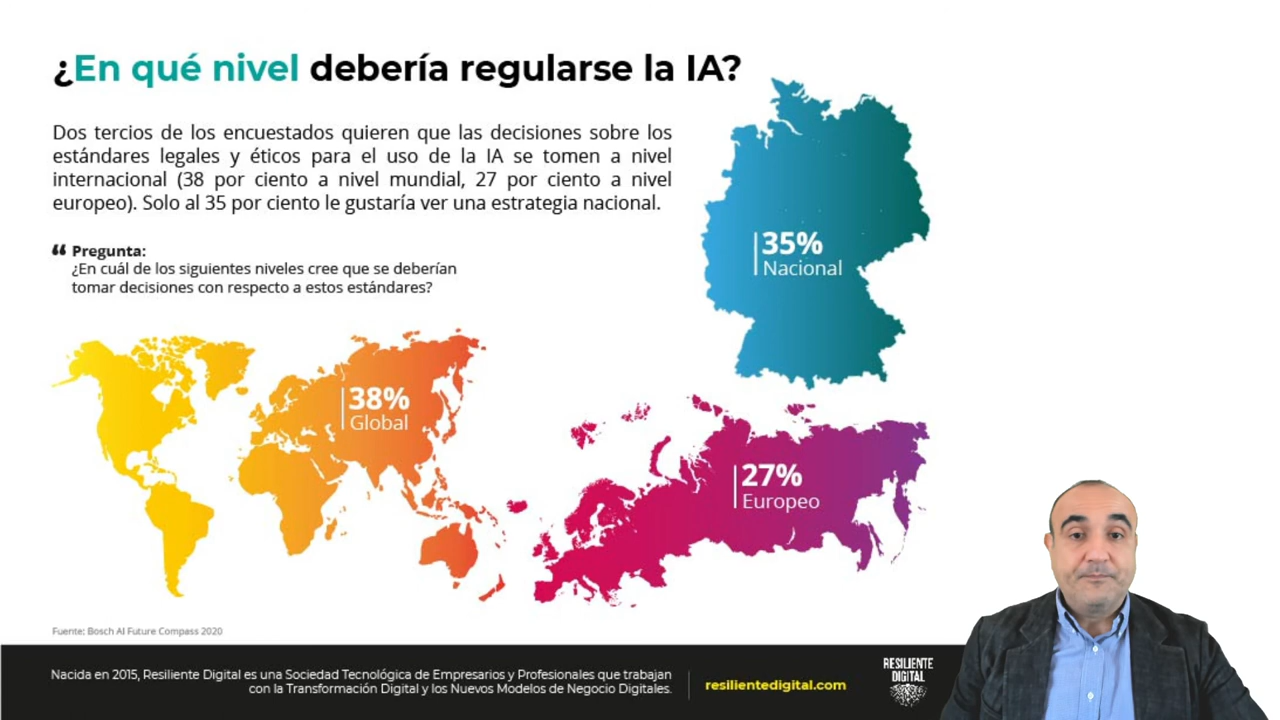 ¿En qué nivel debería regularse la IA?
Dos tercios de los encuestados quieren que las decisiones sobre los
estándares legales y éticos para el uso de la IA se tomen a nivel
internacional (38 por ciento a nivel mundial, 27 por ciento a nivel
europeo). Solo al 35 por ciento le gustaría ver una estrategia nacional.
“ Pregunta:
¿En cuál de los siguientes niveles cree que se deberían
tomar decisiones con respecto a estos estándares?
35%
Nacional
38%
Global
27%
Europeo
Fuente: Bosch AI Future Compass 2020
Nacida en 2015, Resiliente Digital es una Sociedad Tecnológica de Empresarios y Profesionales que trabajan
con la Transformación Digital y los Nuevos Modelos de Negocio Digitales.
resilientedigital.com
RESILIENTE
DIGITAL